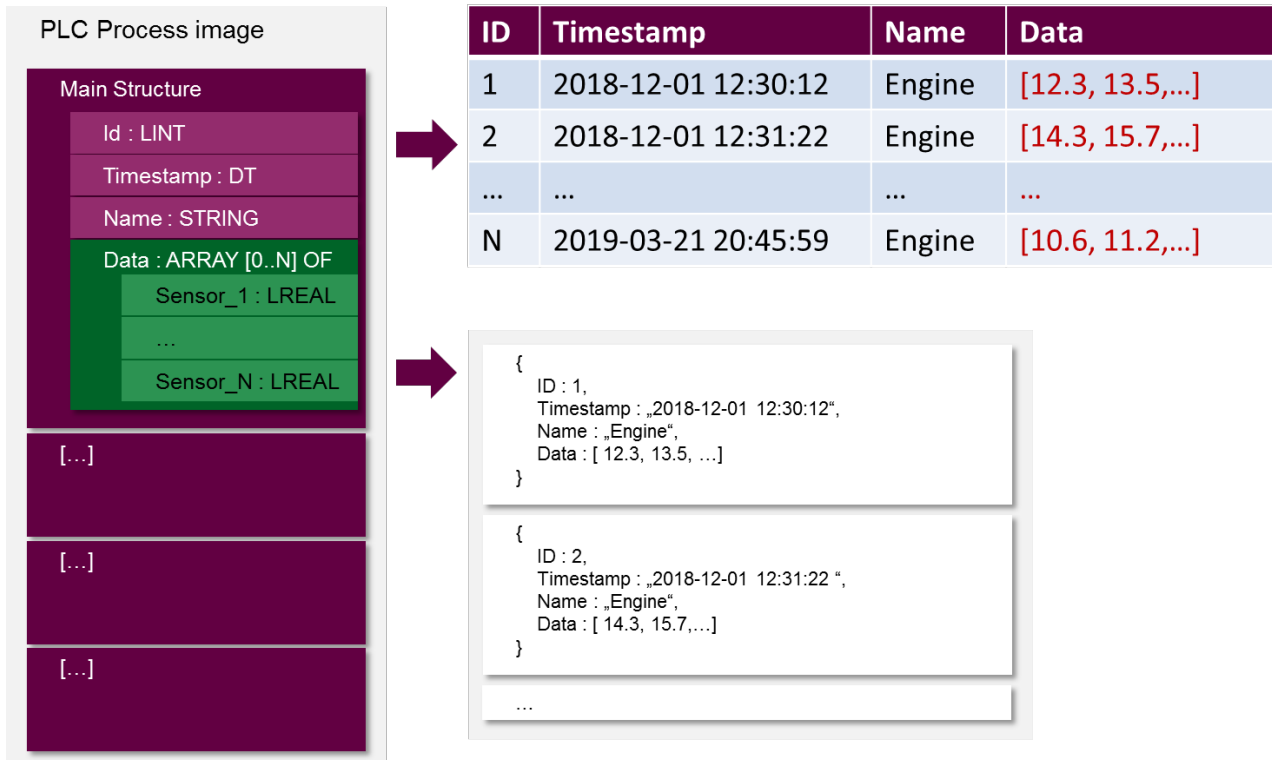 PLC Process image
Main Structure
Id : LINT
Timestamp : DT
Name : STRING
Data : ARRAY [0..N] OF
Sensor_1 : LREAL
…
Sensor_N : LREAL
[…]
[…]
[…]
ID Timestamp Name Data
1 2018-12-01 12:30:12 Engine [12.3, 13.5,…]
2 2018-12-01 12:31:22 Engine [14.3, 15.7,…]
… … … …
N 2019-03-21 20:45:59 Engine [10.6, 11.2,…]
{
ID : 1,
Timestamp : „2018-12-01 12:30:12“,
Name : „Engine“,
Data : [ 12.3, 13.5, …]
}
{
ID : 2,
Timestamp : „2018-12-01 12:31:22 “,
Name : „Engine“,
Data : [ 14.3, 15.7,…]
}
…